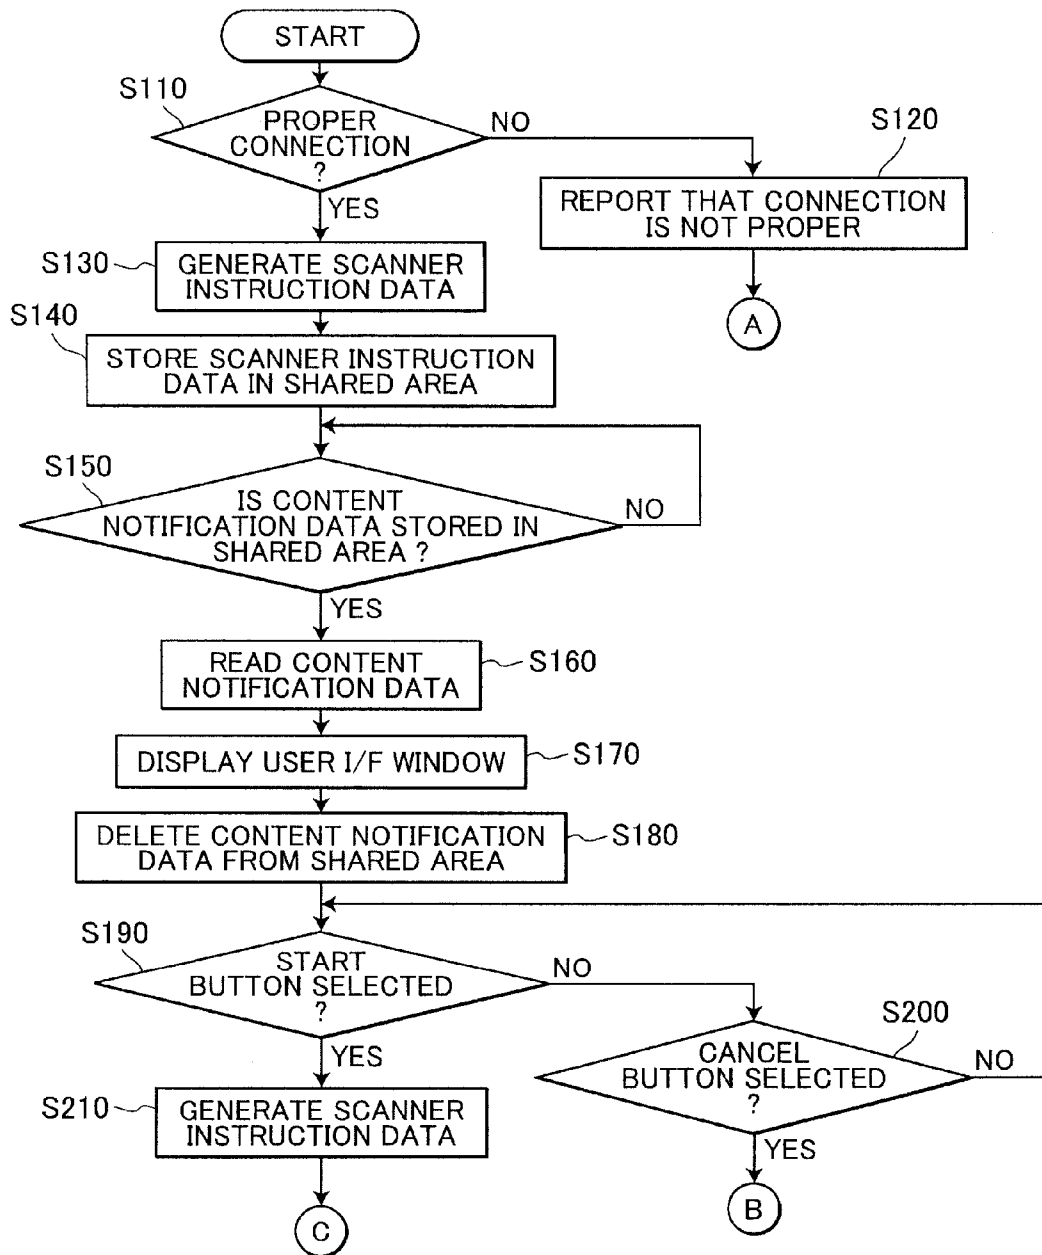 START
S110
PROPER
CONNECTION
?
NO
YES
S120
REPORT THAT CONNECTION
IS NOT PROPER
A
S130
GENERATE SCANNER
INSTRUCTION DATA
S140
STORE SCANNER INSTRUCTION
DATA IN SHARED AREA
S150
IS CONTENT
NOTIFICATION DATA STORED IN
SHARED AREA ?
NO
YES
S160
READ CONTENT
NOTIFICATION DATA
S170
DISPLAY USER I/F WINDOW
S180
DELETE CONTENT NOTIFICATION
DATA FROM SHARED AREA
S190
START
BUTTON SELECTED
?
NO
YES
S200
CANCEL
BUTTON SELECTED
?
NO
YES
S210
GENERATE SCANNER
INSTRUCTION DATA
B
C